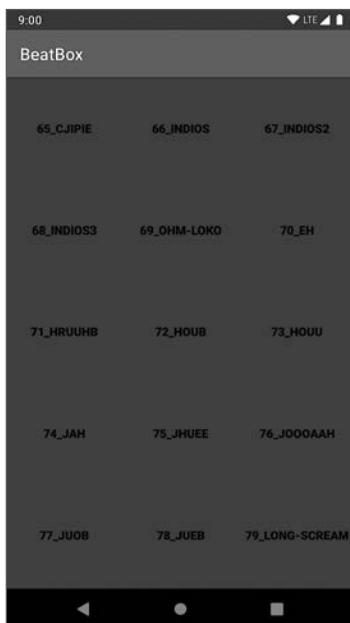 9:00 LTE
BeatBox
65_CJIPIE 66_INDIOS 67_INDIOS2
68_INDIOS3 69_OHM-LOKO 70_EH
71_HRUUHB 72_HOUB 73_HOUU
74_JAH 75_JHUEE 76_JOOOAAH
77_JUOB 78_JUEB 79_LONG-SCREAM